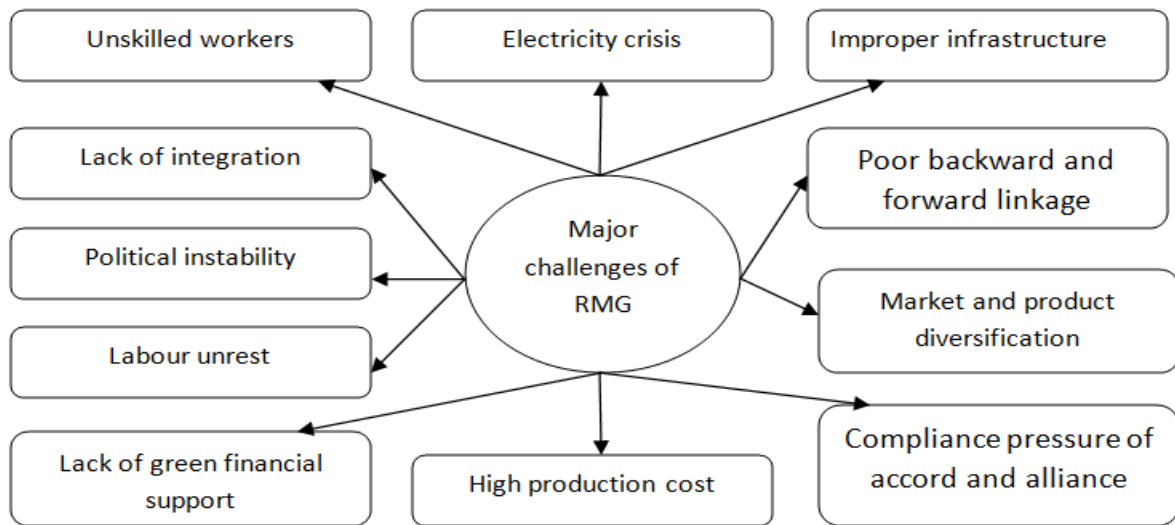 Unskilled workers
Electricity crisis
Improper infrastructure
Lack of integration
Poor backward and
forward linkage
Major
challenges of
RMG
Political instability
Market and product
diversification
Labour unrest
Lack of green financial
support
High production cost
Compliance pressure of
accord and alliance